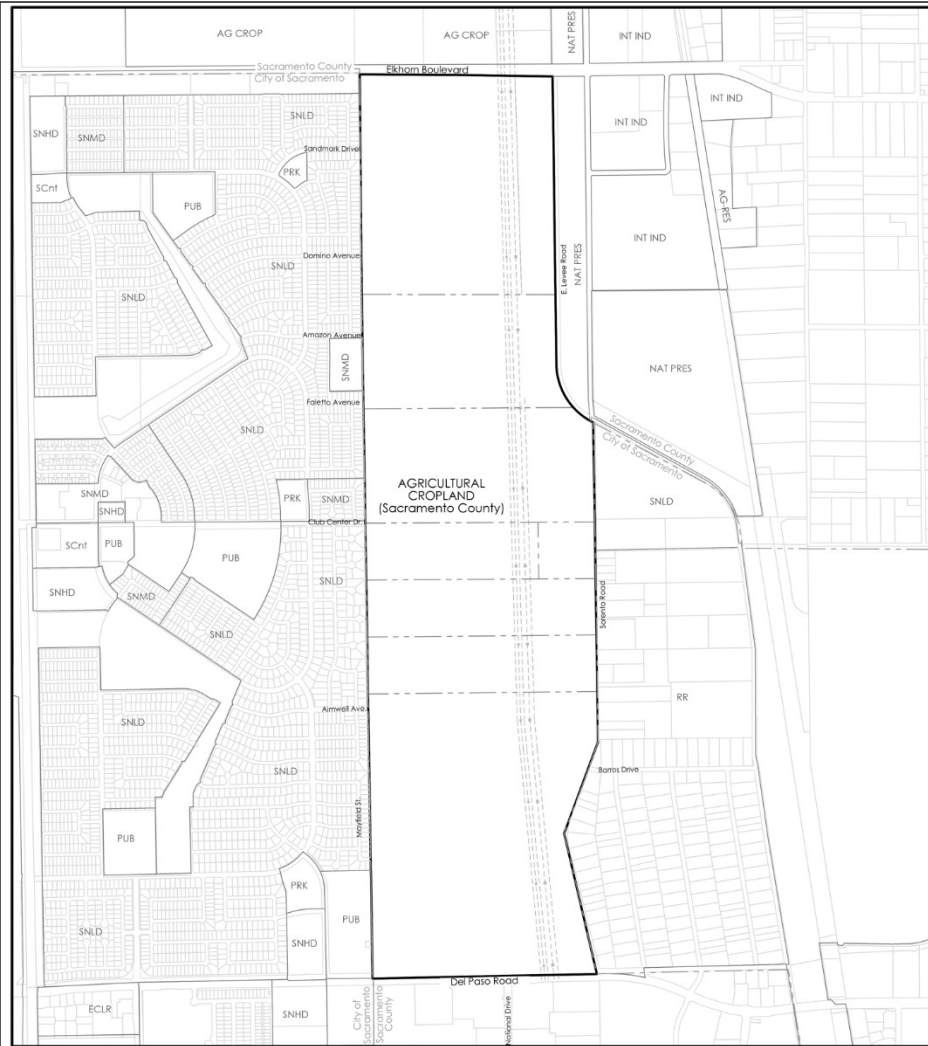 AG CROP
AG CROP
NAT PRES
INT IND
Sacramento County
City of Sacramento
Elkhorn Boulevard
SNHD
SNMD
SNLD
INT IND
INT IND
Sandmark Drive
PRK
SCnt
PUB
AG-RES
Domino Avenue
SNLD
E. Levee Road
NAT PRES
INT IND
SNLD
Amazon Avenue
SNMD
NAT PRES
Faletto Avenue
SNLD
Sacramento County
City of Sacramento
AGRICULTURAL
CROPLAND
(Sacramento County)
SNMD
SNHD
PRK
SNMD
SNLD
Club Center Dr.
SCnt
PUB
PUB
SNLD
SNHD
SNMD
SNLD
Sorento Road
RR
Aimwell Ave.
SNLD
SNLD
Barros Drive
Mayfield St.
PUB
PRK
PUB
SNLD
SNHD
Del Paso Road
ECLR
SNHD
City of
Sacramento
Sacramento
County
National Drive